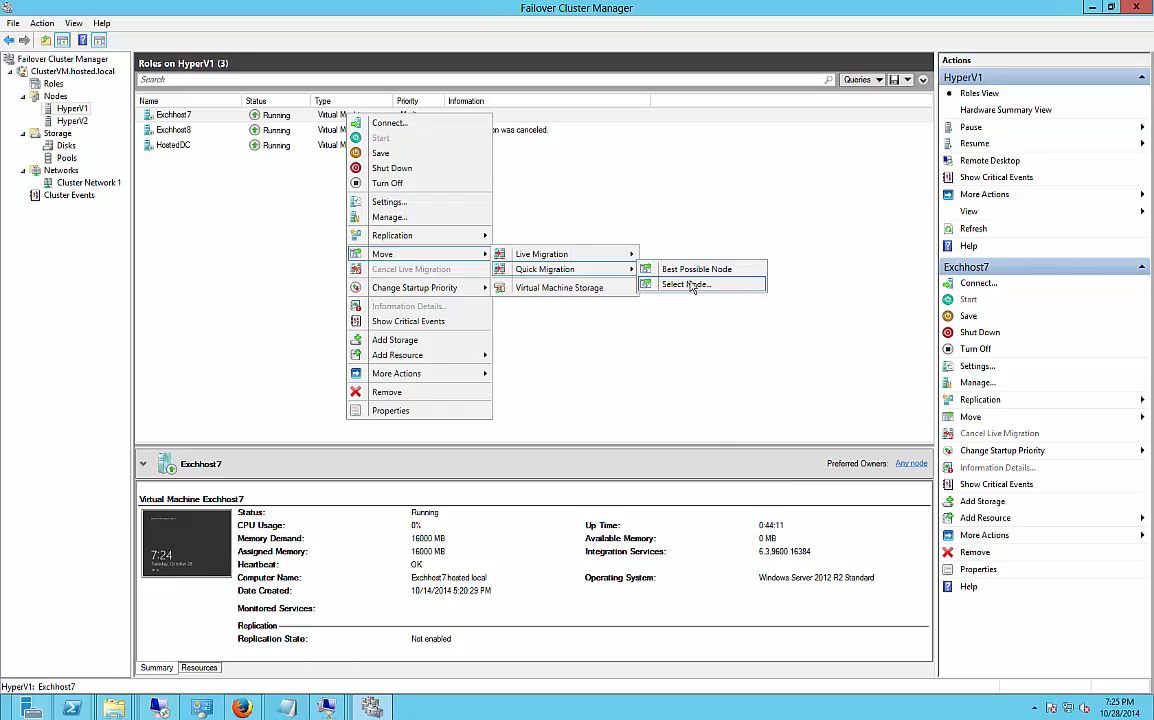 Failover Cluster Manager
File Action View Help
Failover Cluster Manager
ClusterVM.hosted.local
Roles
Nodes
HyperV1
HyperV2
Storage
Disks
Pools
Networks
Cluster Network 1
Cluster Events
Roles on HyperV1 (3)
Search
Queries
Name Status Type Priority Information
Exchhost7 Running Virtual M
Exchhost8 Running Virtual M on was canceled.
HostedDC Running Virtual M
Connect...
Start
Save
Shut Down
Turn Off
Settings...
Manage...
Replication
Move
Cancel Live Migration
Change Startup Priority
Information Details...
Show Critical Events
Add Storage
Add Resource
More Actions
Remove
Properties
Live Migration
Quick Migration
Virtual Machine Storage
Best Possible Node
Select Node...
Exchhost7
Preferred Owners: Any node
Virtual Machine Exchhost7
7:24
Tuesday, October 28
Status: Running
CPU Usage: 0% Up Time: 0:44:11
Memory Demand: 16000 MB Available Memory: 0 MB
Assigned Memory: 16000 MB Integration Services: 6.3.9600.16384
Heartbeat: OK
Computer Name: Exchhost7.hosted.local Operating System: Windows Server 2012 R2 Standard
Date Created: 10/14/2014 5:20:29 PM
Monitored Services:
Replication
Replication State: Not enabled
Summary Resources
Actions
HyperV1
Roles View
Hardware Summary View
Pause
Resume
Remote Desktop
Show Critical Events
More Actions
View
Refresh
Help
Exchhost7
Connect...
Start
Save
Shut Down
Turn Off
Settings...
Manage...
Replication
Move
Cancel Live Migration
Change Startup Priority
Information Details...
Show Critical Events
Add Storage
Add Resource
More Actions
Remove
Properties
Help
HyperV1: Exchhost7
7:25 PM
10/28/2014